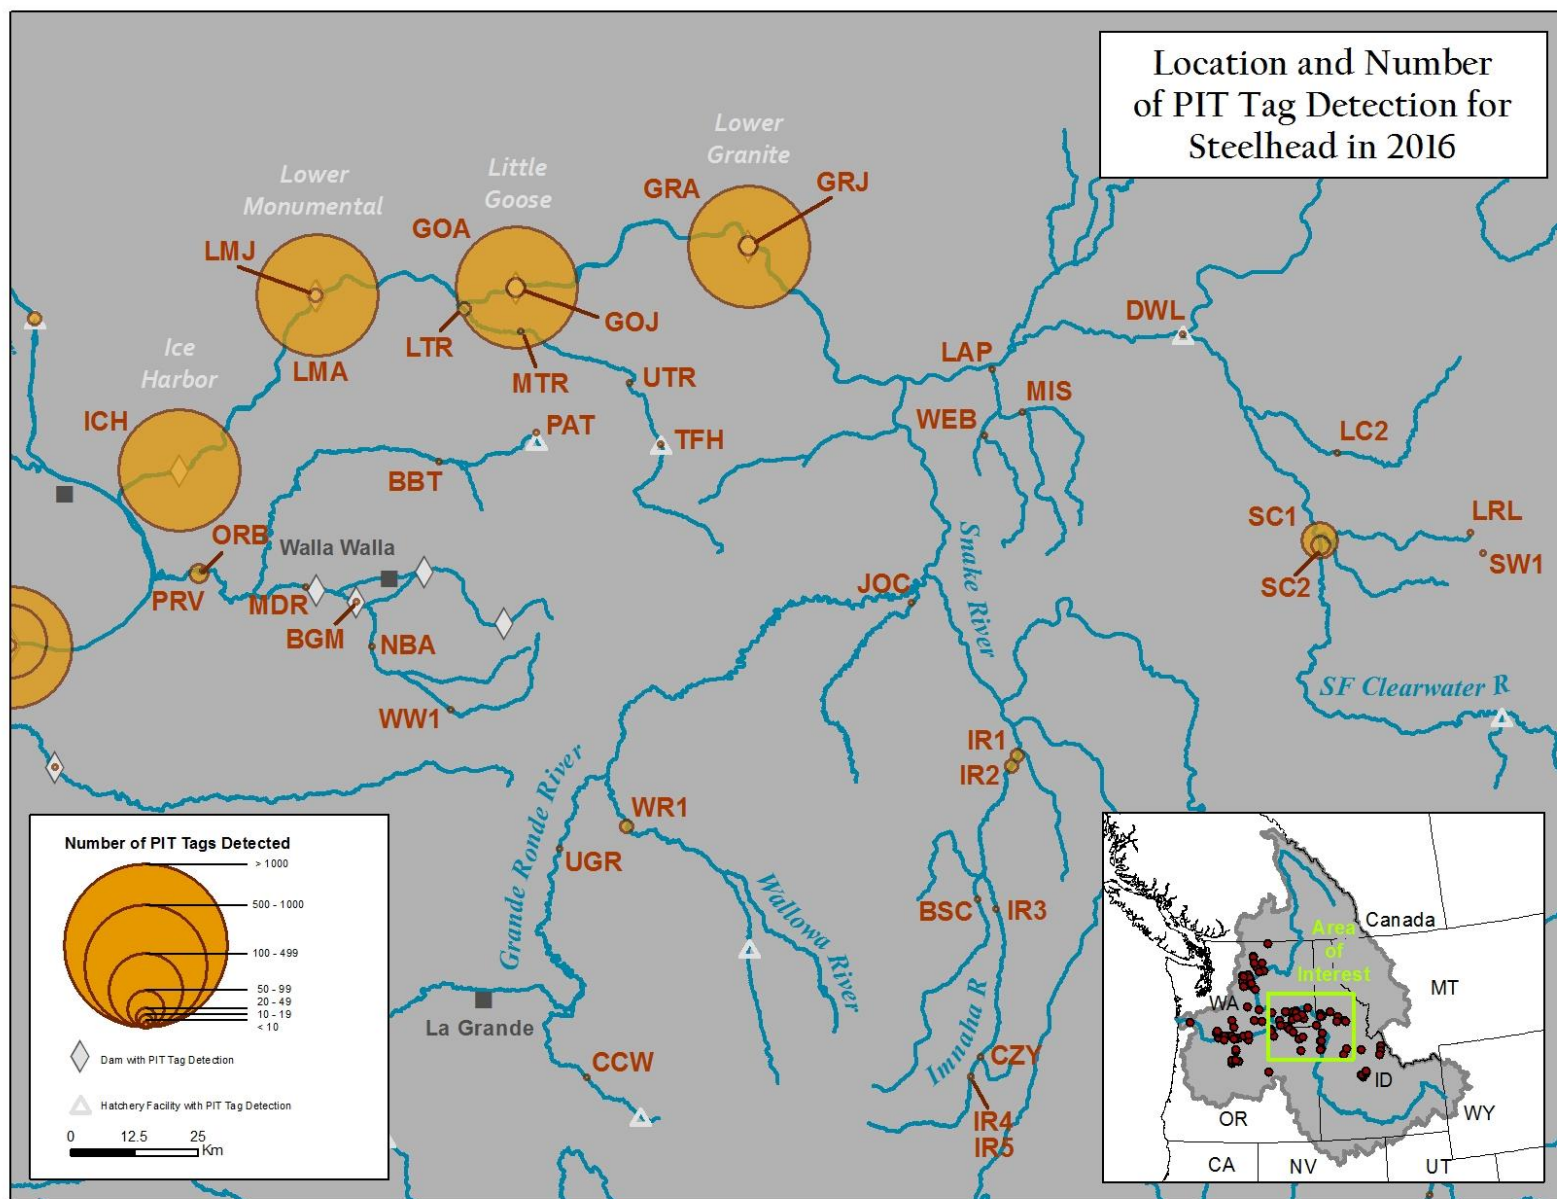 Location and Number
of PIT Tag Detection for
Steelhead in 2016
Lower
Granite
Little
Goose
Lower
Monumental
Ice
Harbor
GRA
GRJ
GOA
LMJ
GOJ
LTR
LMA
MTR
UTR
ICH
PAT
TFH
BBT
DWL
LAP
MIS
WEB
LC2
SC1
LRL
SW1
SC2
ORB
Walla Walla
PRV
MDR
BGM
NBA
WW1
JOC
Snake River
SF Clearwater R
IR1
IR2
WR1
UGR
Grande Ronde River
Wallowa River
BSC
IR3
Imnaha R
La Grande
CCW
CZY
IR4
IR5
Number of PIT Tags Detected
> 1000
500 - 1000
100 - 499
50 - 99
20 - 49
10 - 19
< 10
Dam with PIT Tag Detection
Hatchery Facility with PIT Tag Detection
0 12.5 25
Km
Canada
Area
of
Interest
WA
MT
ID
OR
WY
CA
NV
UT